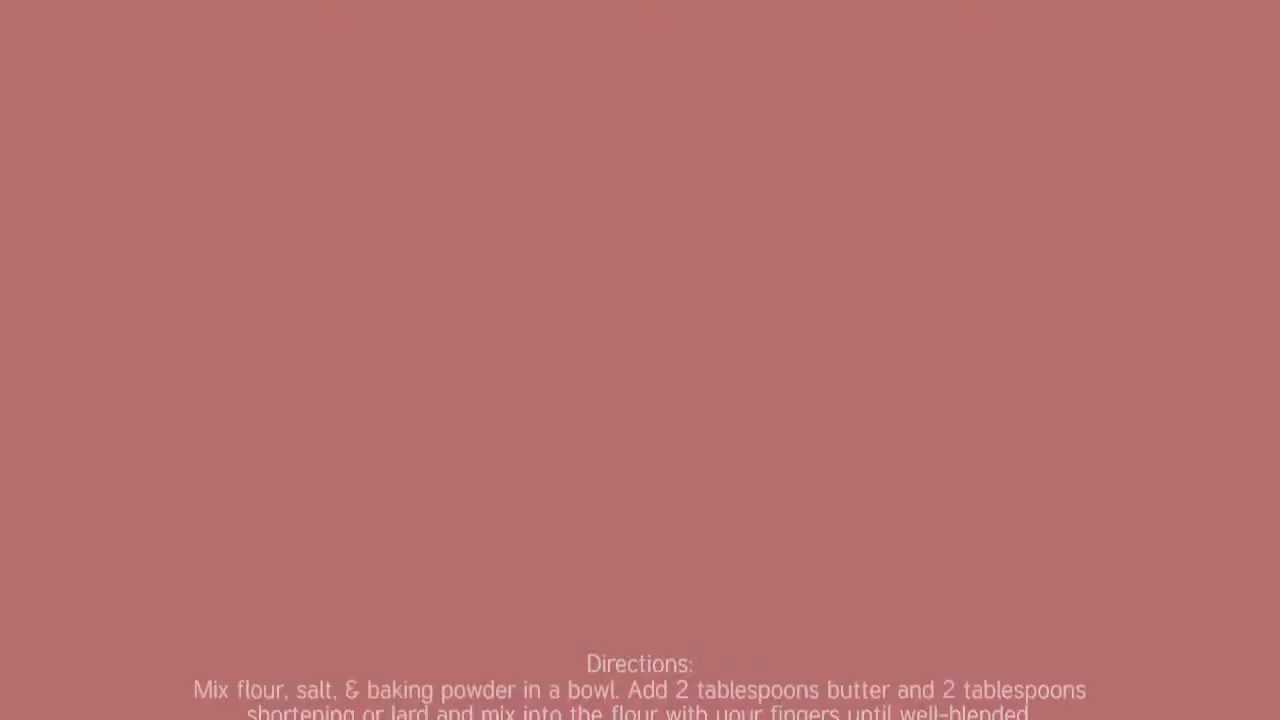 Directions:
Mix flour, salt, & baking powder in a bowl. Add 2 tablespoons butter and 2 tablespoons
shortening or lard and mix into the flour with your fingers until well-blended.